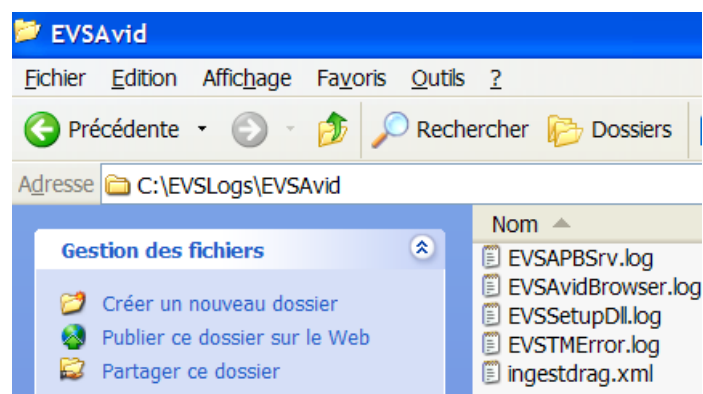 EVSAvid
Fichier Edition Affichage Favoris Outils ?
Précédente Rechercher Dossiers
Adresse C:\EVSLogs\EVSAvid
Gestion des fichiers
Créer un nouveau dossier
Publier ce dossier sur le Web
Partager ce dossier
Nom
EVSAPBSrv.log
EVSAvidBrowser.log
EVSSetupDll.log
EVSTMError.log
ingestdrag.xml